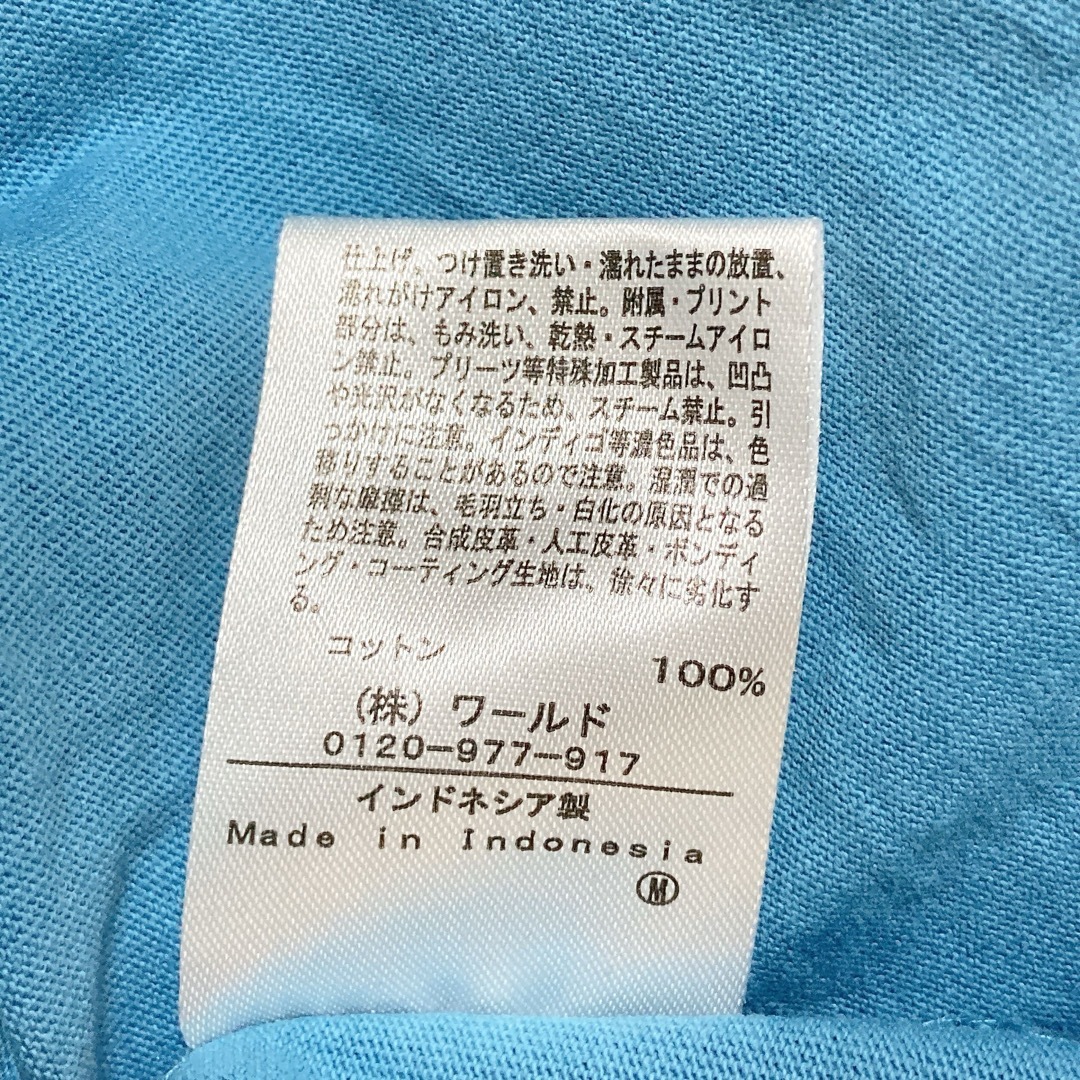 仕上げ、つけ置き洗い・濡れたままの放置、
濡れがけアイロン、禁止。附属・プリント
部分は、もみ洗い、乾熱・スチームアイロ
ン禁止。プリーツ等特殊加工製品は、凹凸
や光沢がなくなるため、スチーム禁止。引
っかけに注意。インディゴ等濃色品は、色
移りすることがあるので注意。湿潤での過
剰な摩擦は、毛羽立ち・白化の原因となる
ため注意。合成皮革・人工皮革・ボンディ
ング・コーティング生地は、徐々に劣化す
る。
コットン 100%
(株) ワールド
0120-977-917
インドネシア製
Made in Indonesia
Ⓜ